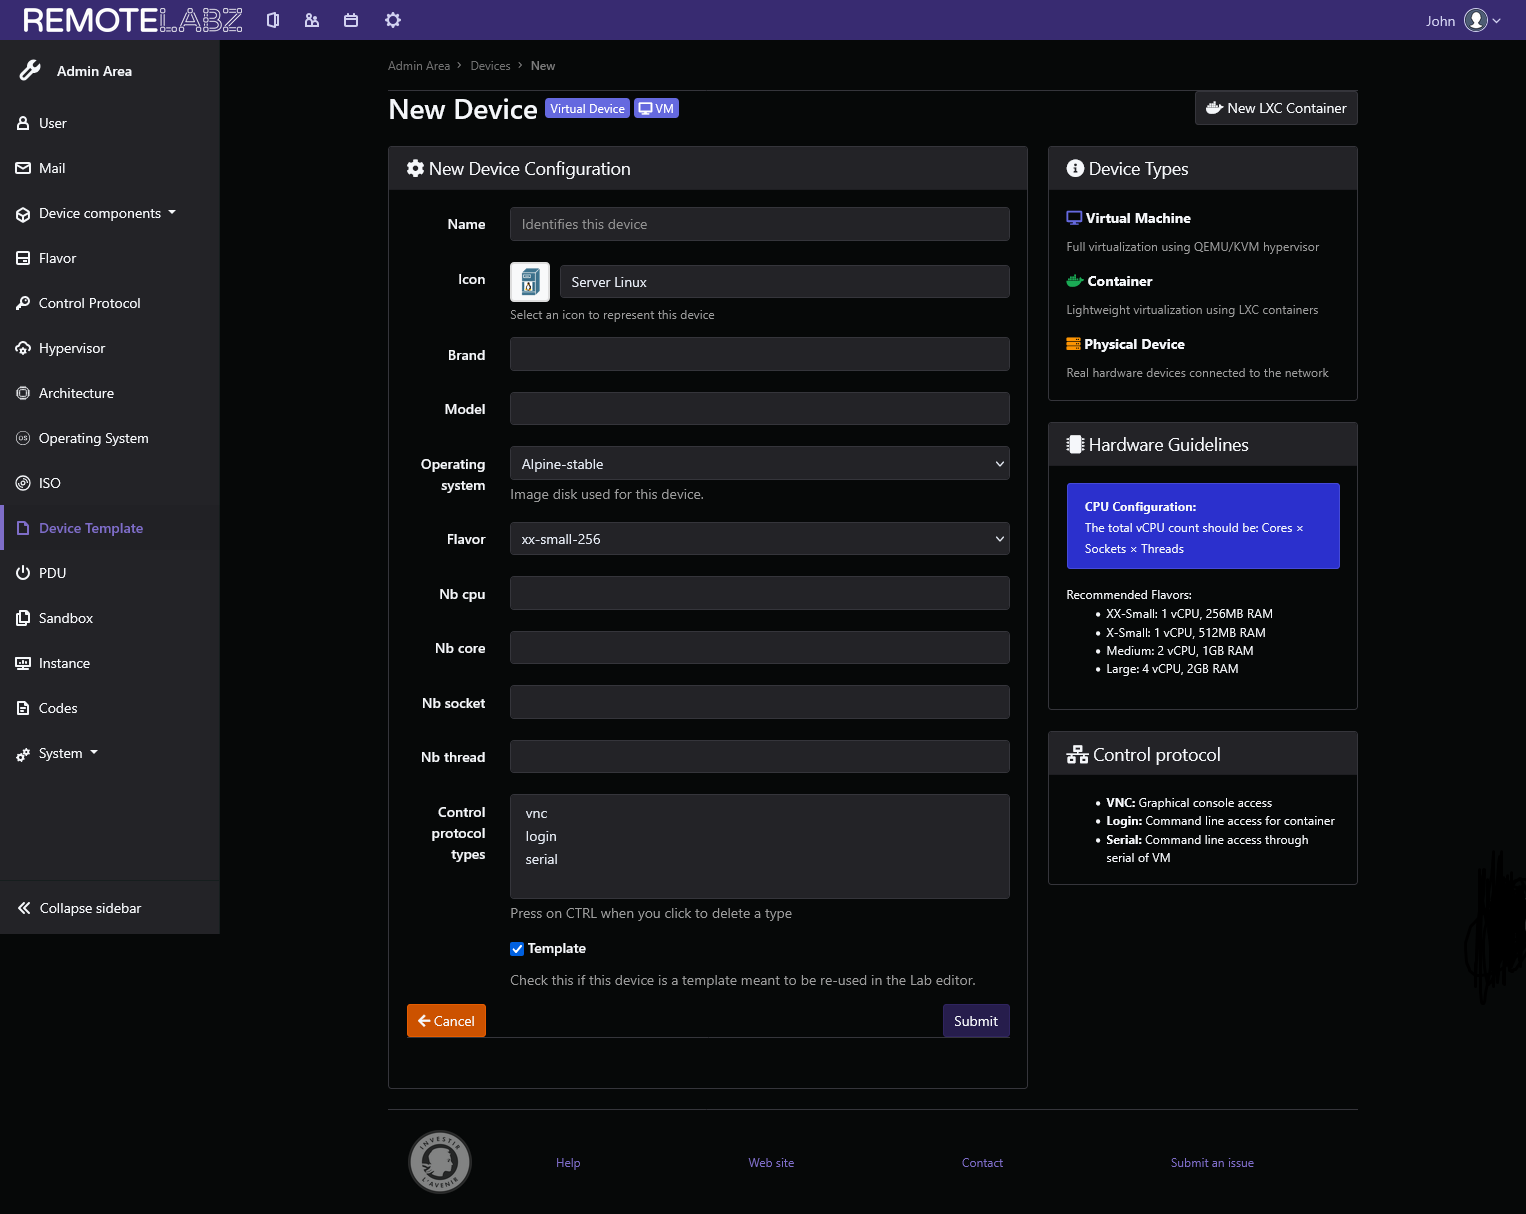 REMOTELABZ
John
Admin Area
User
Mail
Device components
Flavor
Control Protocol
Hypervisor
Architecture
OS Operating System
ISO
Device Template
PDU
Sandbox
Instance
Codes
System
Collapse sidebar
Admin Area > Devices > New
New Device Virtual Device VM
New LXC Container
New Device Configuration
Name Identifies this device
Icon Server Linux
Select an icon to represent this device
Brand
Model
Operating system Alpine-stable
Image disk used for this device.
Flavor xx-small-256
Nb cpu
Nb core
Nb socket
Nb thread
Control
protocol
types
vnc
login
serial
Press on CTRL when you click to delete a type
Template
Check this if this device is a template meant to be re-used in the Lab editor.
Cancel
Submit
Device Types
Virtual Machine
Full virtualization using QEMU/KVM hypervisor
Container
Lightweight virtualization using LXC containers
Physical Device
Real hardware devices connected to the network
Hardware Guidelines
CPU Configuration:
The total vCPU count should be: Cores ×
Sockets × Threads
Recommended Flavors:
• XX-Small: 1 vCPU, 256MB RAM
• X-Small: 1 vCPU, 512MB RAM
• Medium: 2 vCPU, 1GB RAM
• Large: 4 vCPU, 2GB RAM
Control protocol
• VNC: Graphical console access
• Login: Command line access for container
• Serial: Command line access through
serial of VM
INVESTIR L'AVENIR
Help
Web site
Contact
Submit an issue